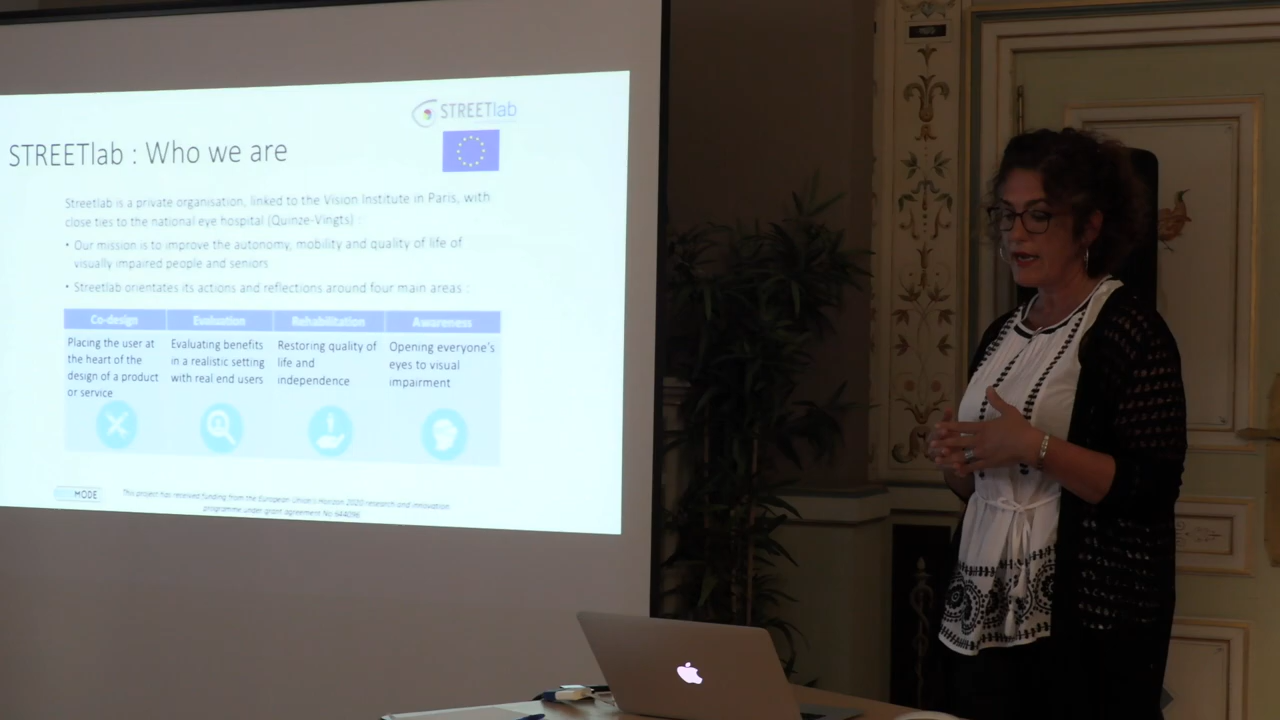 STREETlab
STREETlab : Who we are
Streetlab is a private organisation, linked to the Vision Institute in Paris, with
close ties to the national eye hospital (Quinze-Vingts) :
• Our mission is to improve the autonomy, mobility and quality of life of
visually impaired people and seniors
• Streetlab orientates its actions and reflections around four main areas :
Co-design
Placing the user at
the heart of the
design of a product
or service
Evaluation
Evaluating benefits
in a realistic setting
with real end users
Rehabilitation
Restoring quality of
life and
independence
Awareness
Opening everyone's
eyes to visual
impairment
MODE
This project has received funding from the European Union's Horizon 2020 research and innovation
programme under grant agreement No 644096